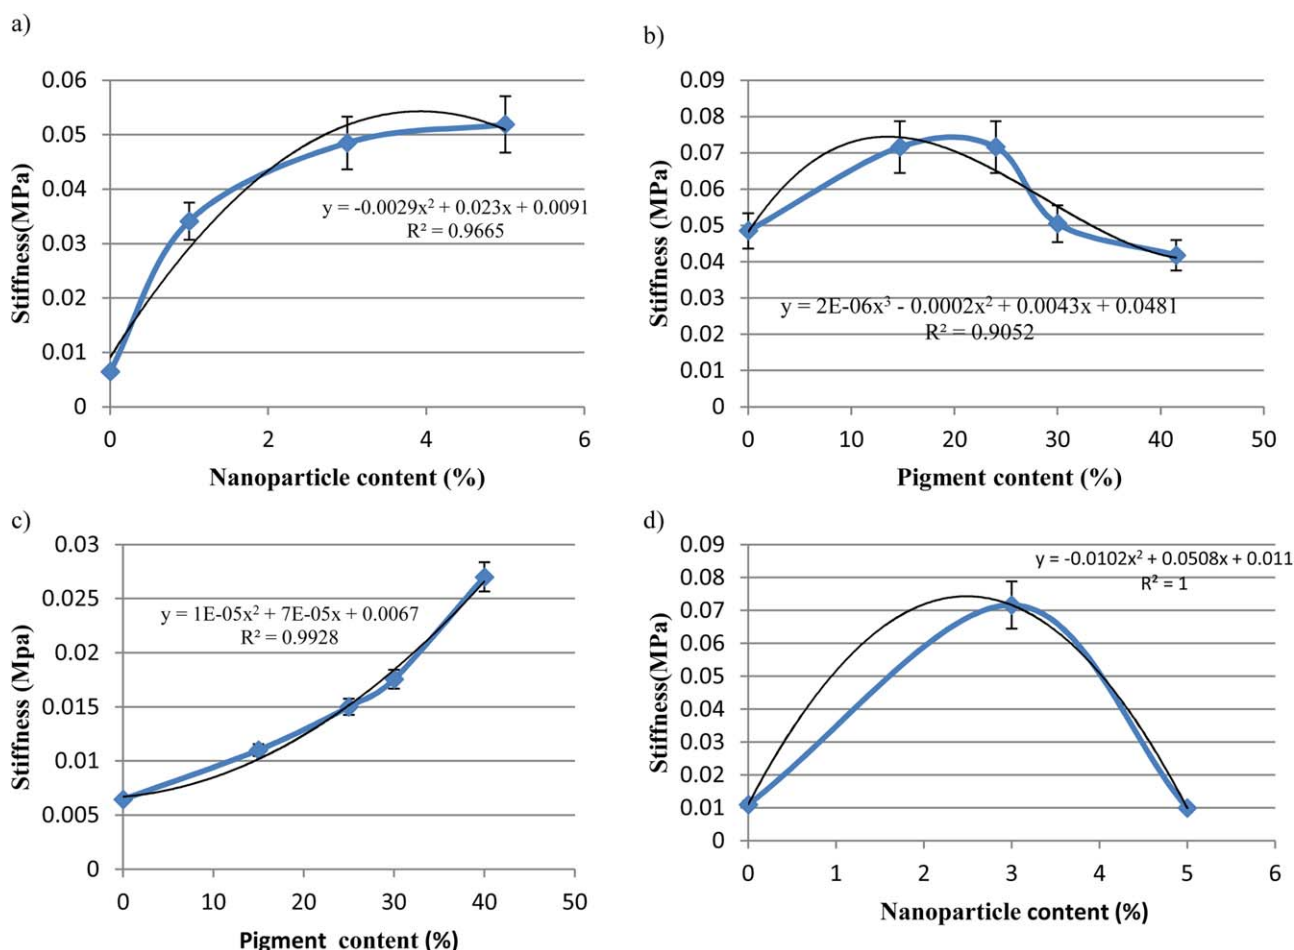 a)
0.06
0.05
0.04
0.03
0.02
0.01
0
Stiffness(MPa)
y = -0.0029x² + 0.023x + 0.0091
R² = 0.9665
0 2 4 6
Nanoparticle content (%)
b)
0.09
0.08
0.07
0.06
0.05
0.04
0.03
0.02
0.01
0
Stiffness (MPa)
y = 2E-06x³ - 0.0002x² + 0.0043x + 0.0481
R² = 0.9052
0 10 20 30 40 50
Pigment content (%)
c)
0.03
0.025
0.02
0.015
0.01
0.005
0
Stiffness (Mpa)
y = 1E-05x² + 7E-05x + 0.0067
R² = 0.9928
0 10 20 30 40 50
Pigment content (%)
d)
0.09
0.08
0.07
0.06
0.05
0.04
0.03
0.02
0.01
0
Stiffness(MPa)
y = -0.0102x² + 0.0508x + 0.011
R² = 1
0 1 2 3 4 5 6
Nanoparticle content (%)